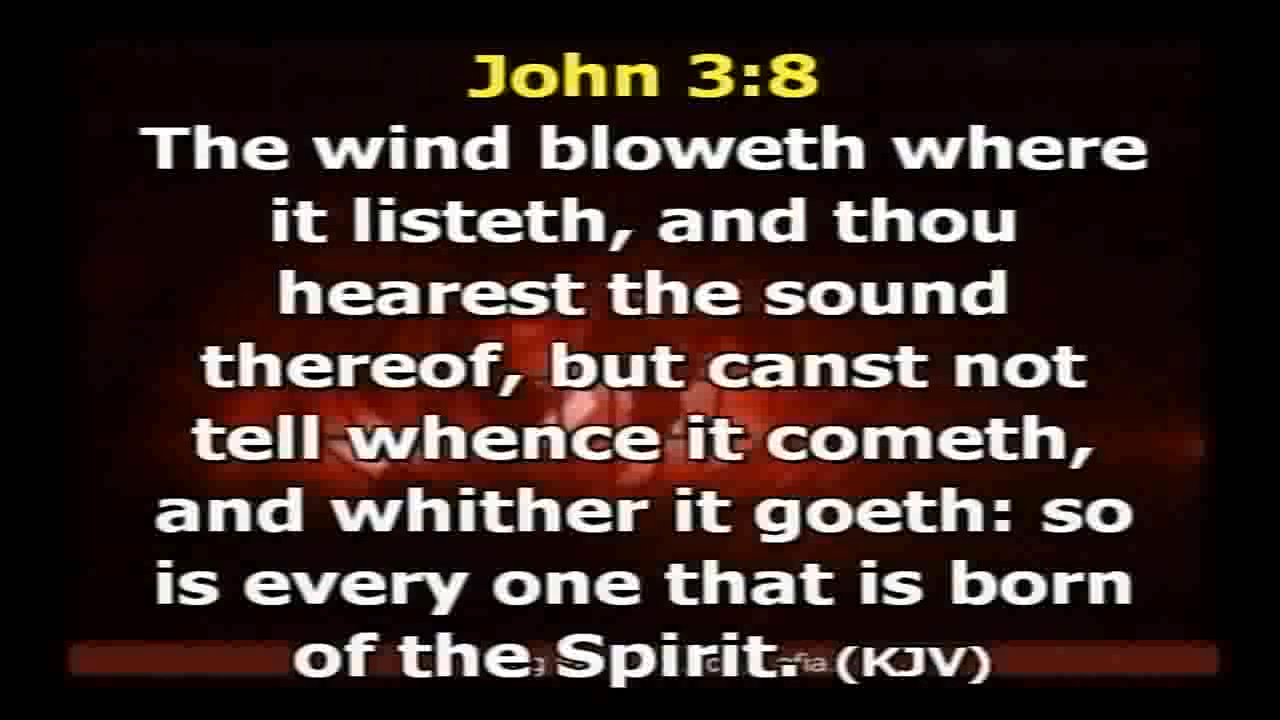 John 3:8
The wind bloweth where
it listeth, and thou
hearest the sound
thereof, but canst not
tell whence it cometh,
and whither it goeth: so
is every one that is born
of the Spirit. (KJV)